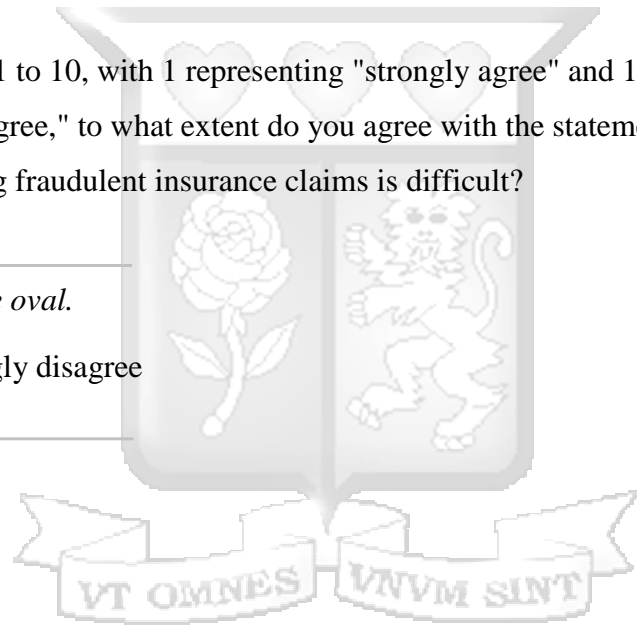 1 to 10, with 1 representing "strongly agree" and 1
gree," to what extent do you agree with the stateme
g fraudulent insurance claims is difficult?
e oval.
gly disagree
VT OMNES VNVM SINT